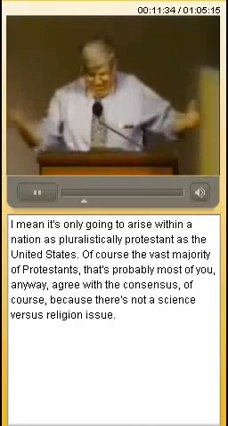 00:11:34 / 01:05:15
I mean it's only going to arise within a
nation as pluralistically protestant as the
United States. Of course the vast majority
of Protestants, that's probably most of you,
anyway, agree with the consensus, of
course, because there's not a science
versus religion issue.